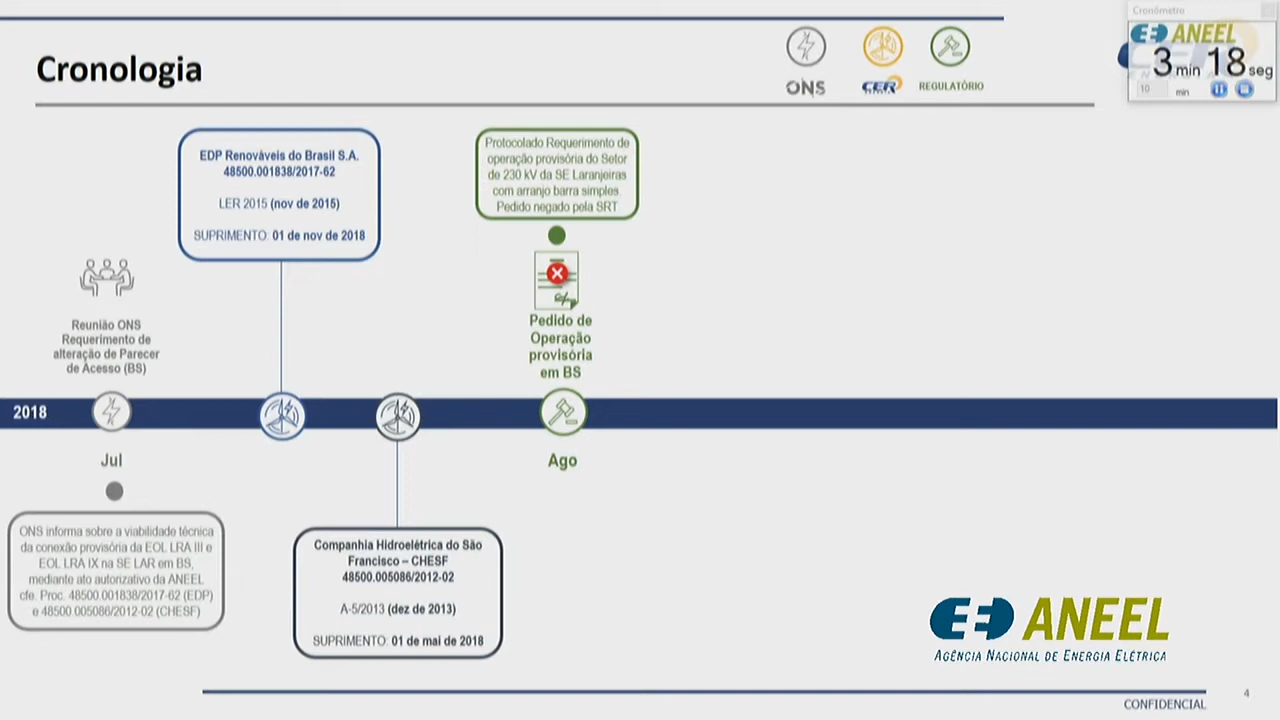 Cronologia
ONS
CER
REGULATÓRIO
Cronômetro
ANEEL
3 min 18 seg
10 min
EDP Renováveis do Brasil S.A.
48500.001838/2017-62
LER 2015 (nov de 2015)
SUPRIMENTO: 01 de nov de 2018
Protocolado Requerimento de
operação provisória do Setor
de 230 kV da SE Laranjeiras
com arranjo barra simples.
Pedido negado pela SRT
Reunião ONS
Requerimento de
alteração de Parecer
de Acesso (BS)
Pedido de
Operação
provisória
em BS
2018
Jul
Ago
ONS informa sobre a viabilidade técnica
da conexão provisória da EOL LRA III e
EOL LRA IX na SE LAR em BS,
mediante ato autorizativo da ANEEL
cfe. Proc. 48500.001838/2017-62 (EDP)
e 48500.005086/2012-02 (CHESF)
Companhia Hidroelétrica do São
Francisco – CHESF
48500.005086/2012-02
A-5/2013 (dez de 2013)
SUPRIMENTO: 01 de mai de 2018
ANEEL
AGÊNCIA NACIONAL DE ENERGIA ELÉTRICA
4
CONFIDENCIAL